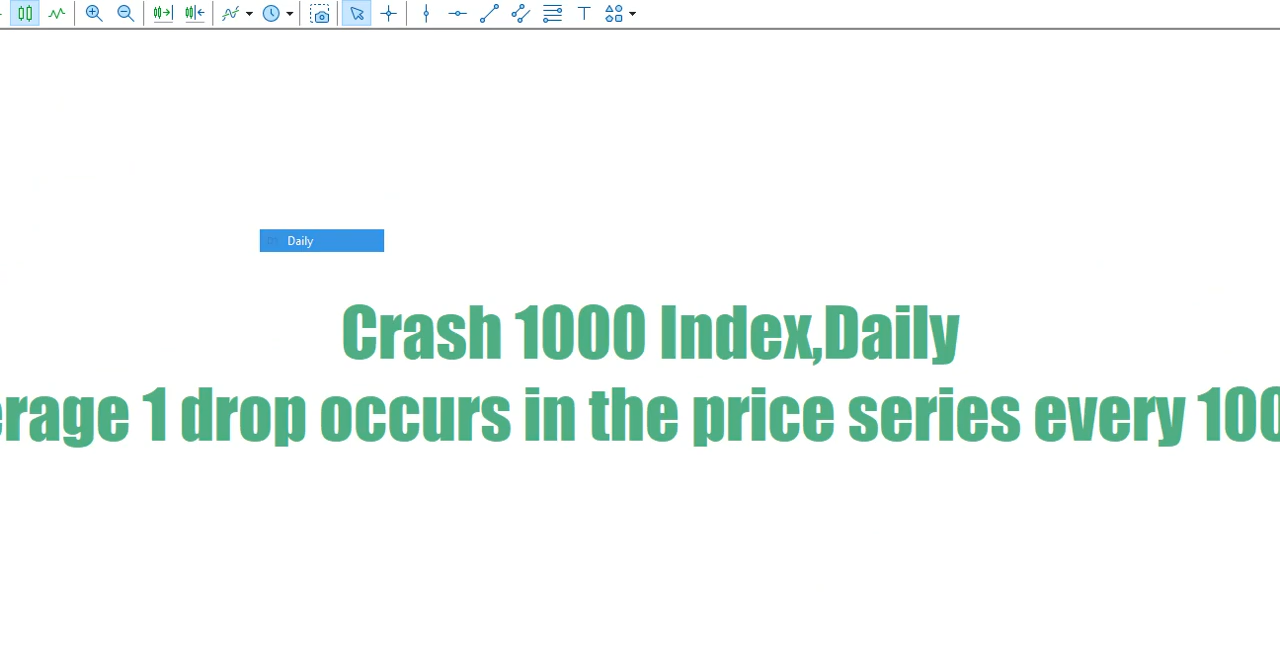 Daily
Crash 1000 Index,Daily
erage 1 drop occurs in the price series every 100